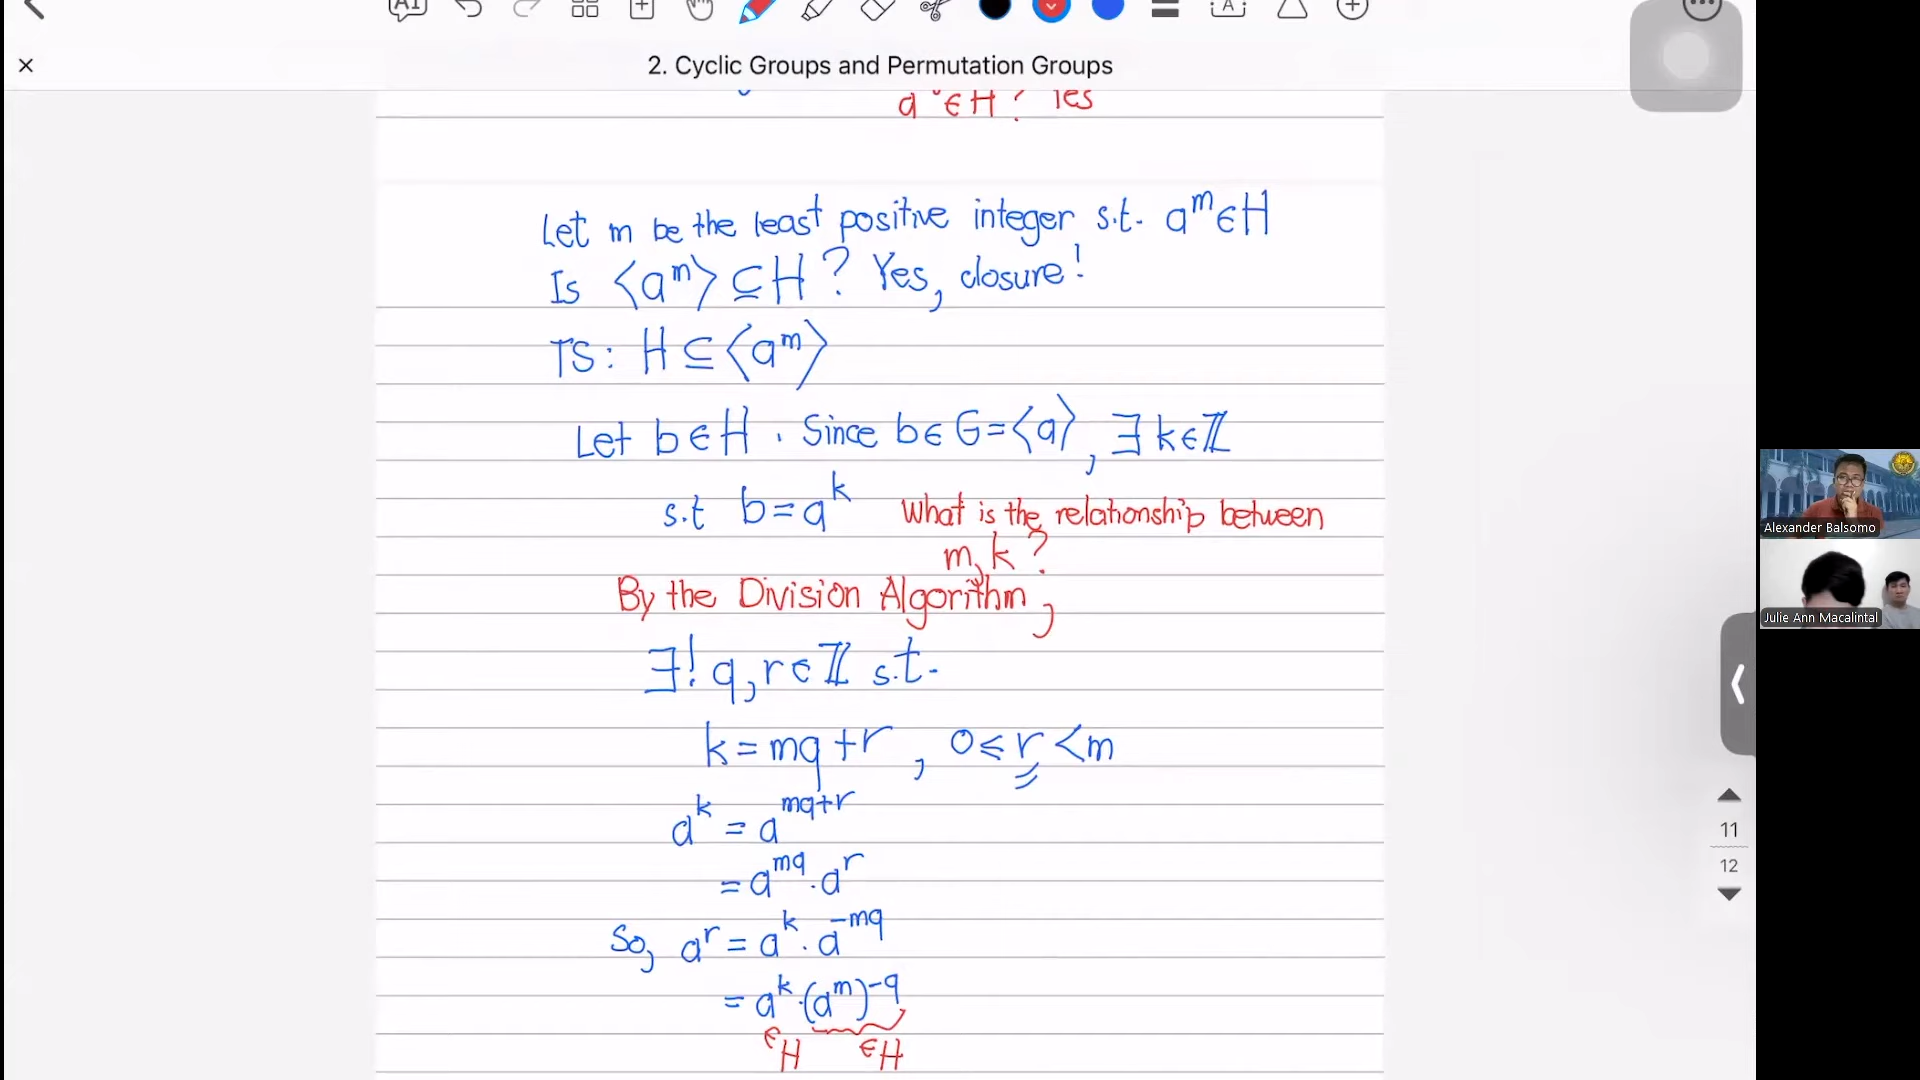 2. Cyclic Groups and Permutation Groups
∈ H? Yes
Let m be the least positive integer s.t. a^m ∈ H
Is ⟨a^m⟩ ⊆ H? Yes, closure!
TS: H ⊆ ⟨a^m⟩
Let b ∈ H. Since b ∈ G = ⟨a⟩, ∃ k ∈ ℤ
s.t b = a^k What is the relationship between
m, k?
By the Division Algorithm,
∃! q, r ∈ ℤ s.t.
k = mq + r, 0 ≤ r < m
a^k = a^{mq+r}
= a^{mq} · a^r
So, a^r = a^k · a^{-mq}
= a^k · (a^m)^{-q}
∈H ∈H
Alexander Balsomo
Julie Ann Macalintal
11
12